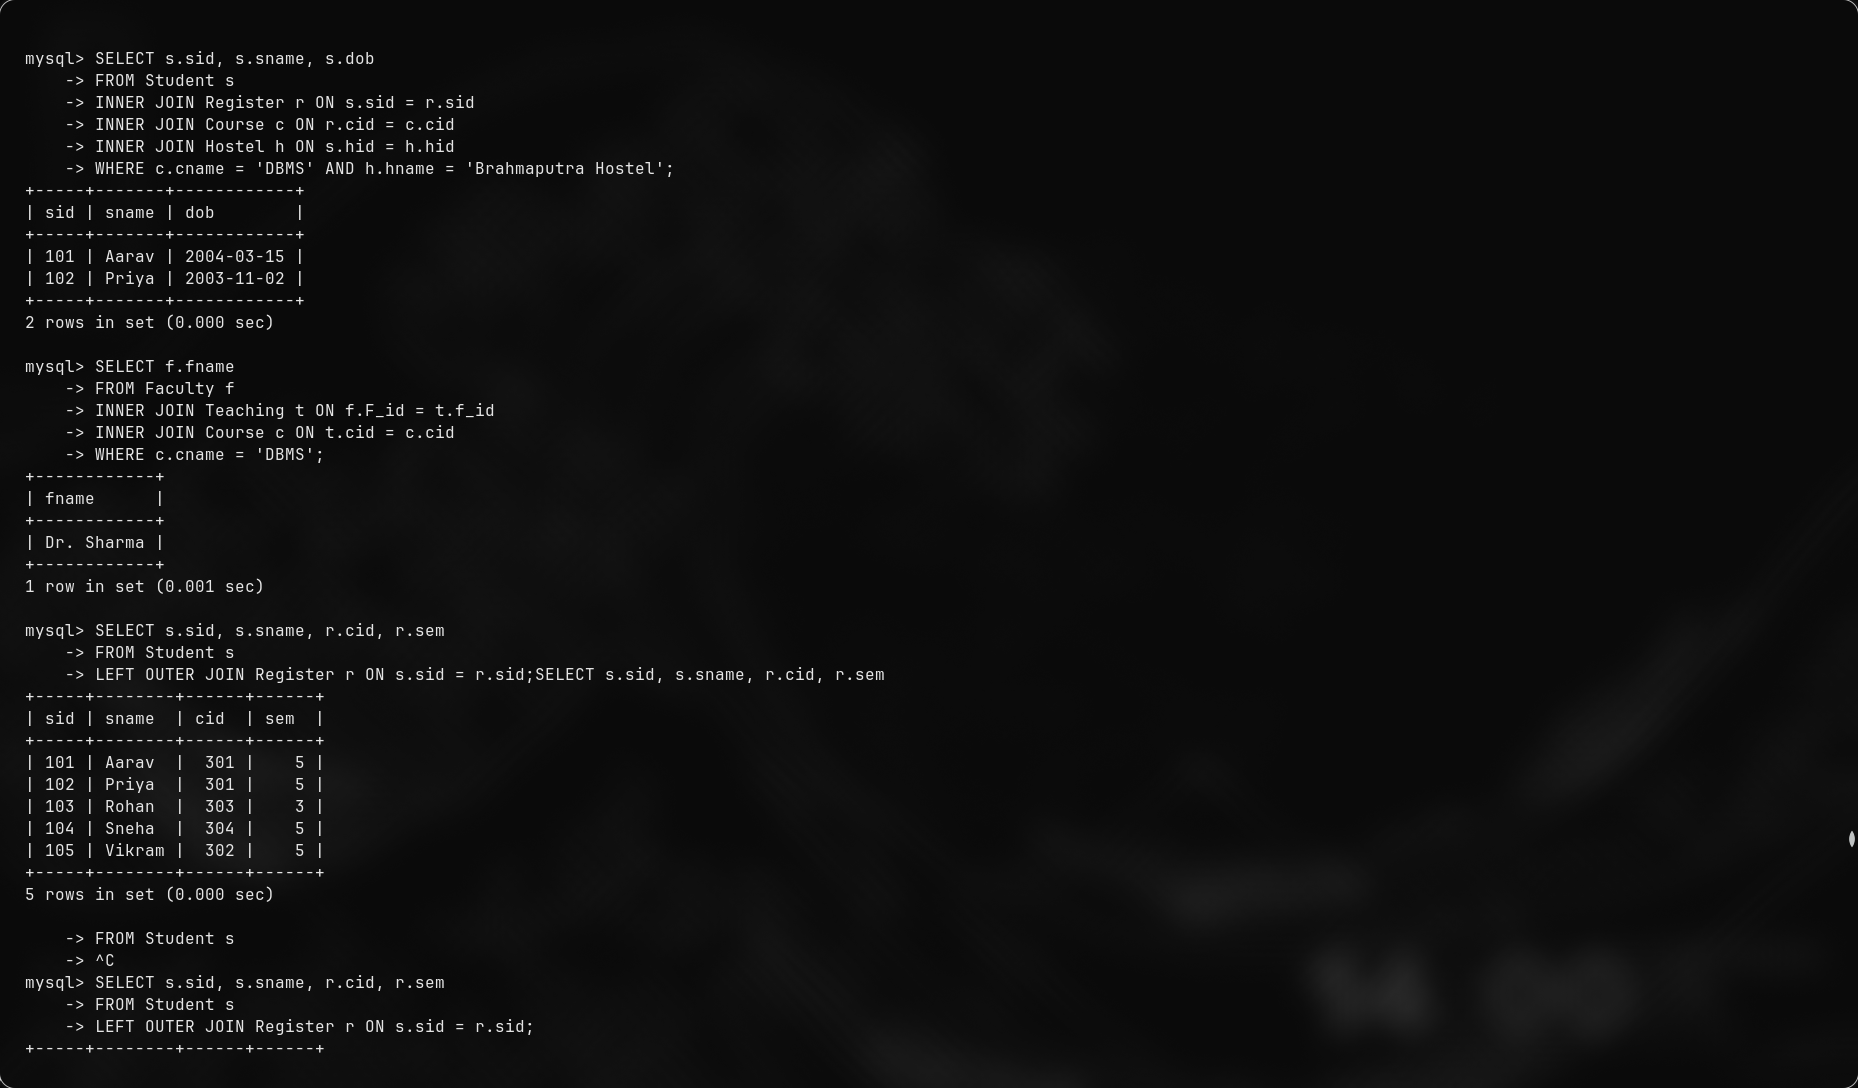 mysql> SELECT s.sid, s.sname, s.dob
    -> FROM Student s
    -> INNER JOIN Register r ON s.sid = r.sid
    -> INNER JOIN Course c ON r.cid = c.cid
    -> INNER JOIN Hostel h ON s.hid = h.hid
    -> WHERE c.cname = 'DBMS' AND h.hname = 'Brahmaputra Hostel';
+-----+-------+------------+
| sid | sname | dob        |
+-----+-------+------------+
| 101 | Aarav | 2004-03-15 |
| 102 | Priya | 2003-11-02 |
+-----+-------+------------+
2 rows in set (0.000 sec)

mysql> SELECT f.fname
    -> FROM Faculty f
    -> INNER JOIN Teaching t ON f.F_id = t.f_id
    -> INNER JOIN Course c ON t.cid = c.cid
    -> WHERE c.cname = 'DBMS';
+------------+
| fname      |
+------------+
| Dr. Sharma |
+------------+
1 row in set (0.001 sec)

mysql> SELECT s.sid, s.sname, r.cid, r.sem
    -> FROM Student s
    -> LEFT OUTER JOIN Register r ON s.sid = r.sid;SELECT s.sid, s.sname, r.cid, r.sem
+-----+--------+------+------+
| sid | sname  | cid  | sem  |
+-----+--------+------+------+
| 101 | Aarav  |  301 |    5 |
| 102 | Priya  |  301 |    5 |
| 103 | Rohan  |  303 |    3 |
| 104 | Sneha  |  304 |    5 |
| 105 | Vikram |  302 |    5 |
+-----+--------+------+------+
5 rows in set (0.000 sec)

    -> FROM Student s
    -> ^C
mysql> SELECT s.sid, s.sname, r.cid, r.sem
    -> FROM Student s
    -> LEFT OUTER JOIN Register r ON s.sid = r.sid;
+-----+--------+------+------+